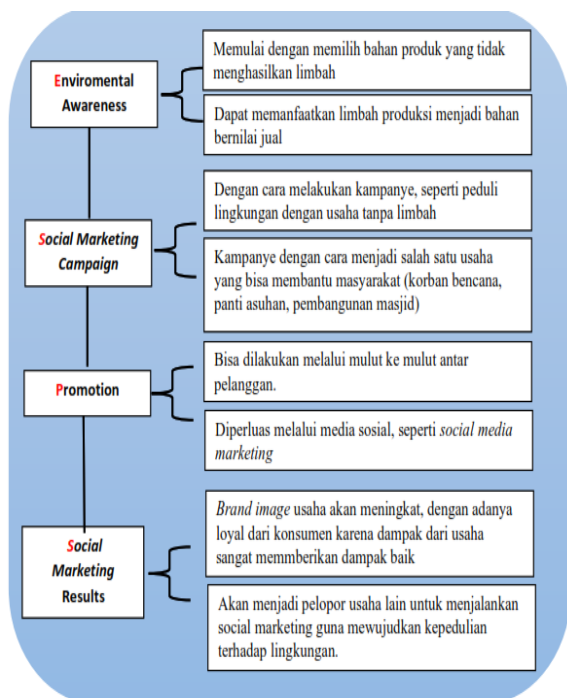 Enviromental
Awareness
Memulai dengan memilih bahan produk yang tidak
menghasilkan limbah
Dapat memanfaatkan limbah produksi menjadi bahan
bernilai jual
Social Marketing
Campaign
Dengan cara melakukan kampanye, seperti peduli
lingkungan dengan usaha tanpa limbah
Kampanye dengan cara menjadi salah satu usaha
yang bisa membantu masyarakat (korban bencana,
panti asuhan, pembangunan masjid)
Promotion
Bisa dilakukan melalui mulut ke mulut antar
pelanggan.
Diperluas melalui media sosial, seperti social media
marketing
Social
Marketing
Results
Brand image usaha akan meningkat, dengan adanya
loyal dari konsumen karena dampak dari usaha
sangat memmberikan dampak baik
Akan menjadi pelopor usaha lain untuk menjalankan
social marketing guna mewujudkan kepedulian
terhadap lingkungan.